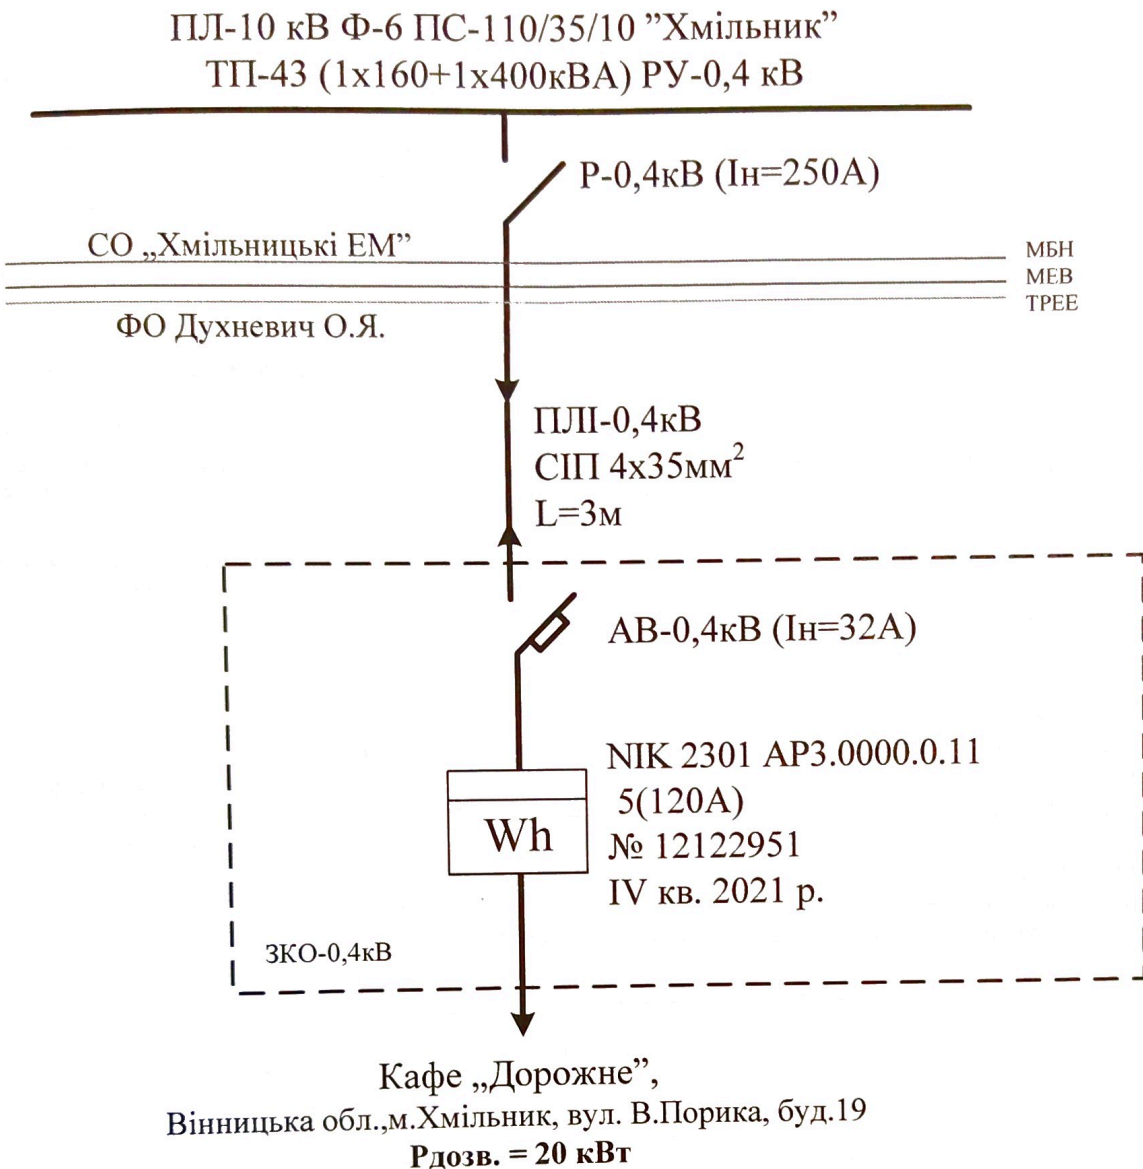 ПЛ-10 кВ Ф-6 ПС-110/35/10 ”Хмільник”
ТП-43 (1х160+1х400кВА) РУ-0,4 кВ
Р-0,4кВ (Ін=250А)
СО „Хмільницькі ЕМ”
МБН
МЕВ
ТРЕЕ
ФО Духневич О.Я.
ПЛІ-0,4кВ
СІП 4х35мм²
L=3м
АВ-0,4кВ (Ін=32А)
NIK 2301 АР3.0000.0.11
5(120А)
Wh
№ 12122951
IV кв. 2021 р.
ЗКО-0,4кВ
Кафе „Дорожне”,
Вінницька обл.,м.Хмільник, вул. В.Порика, буд.19
Рдозв. = 20 кВт